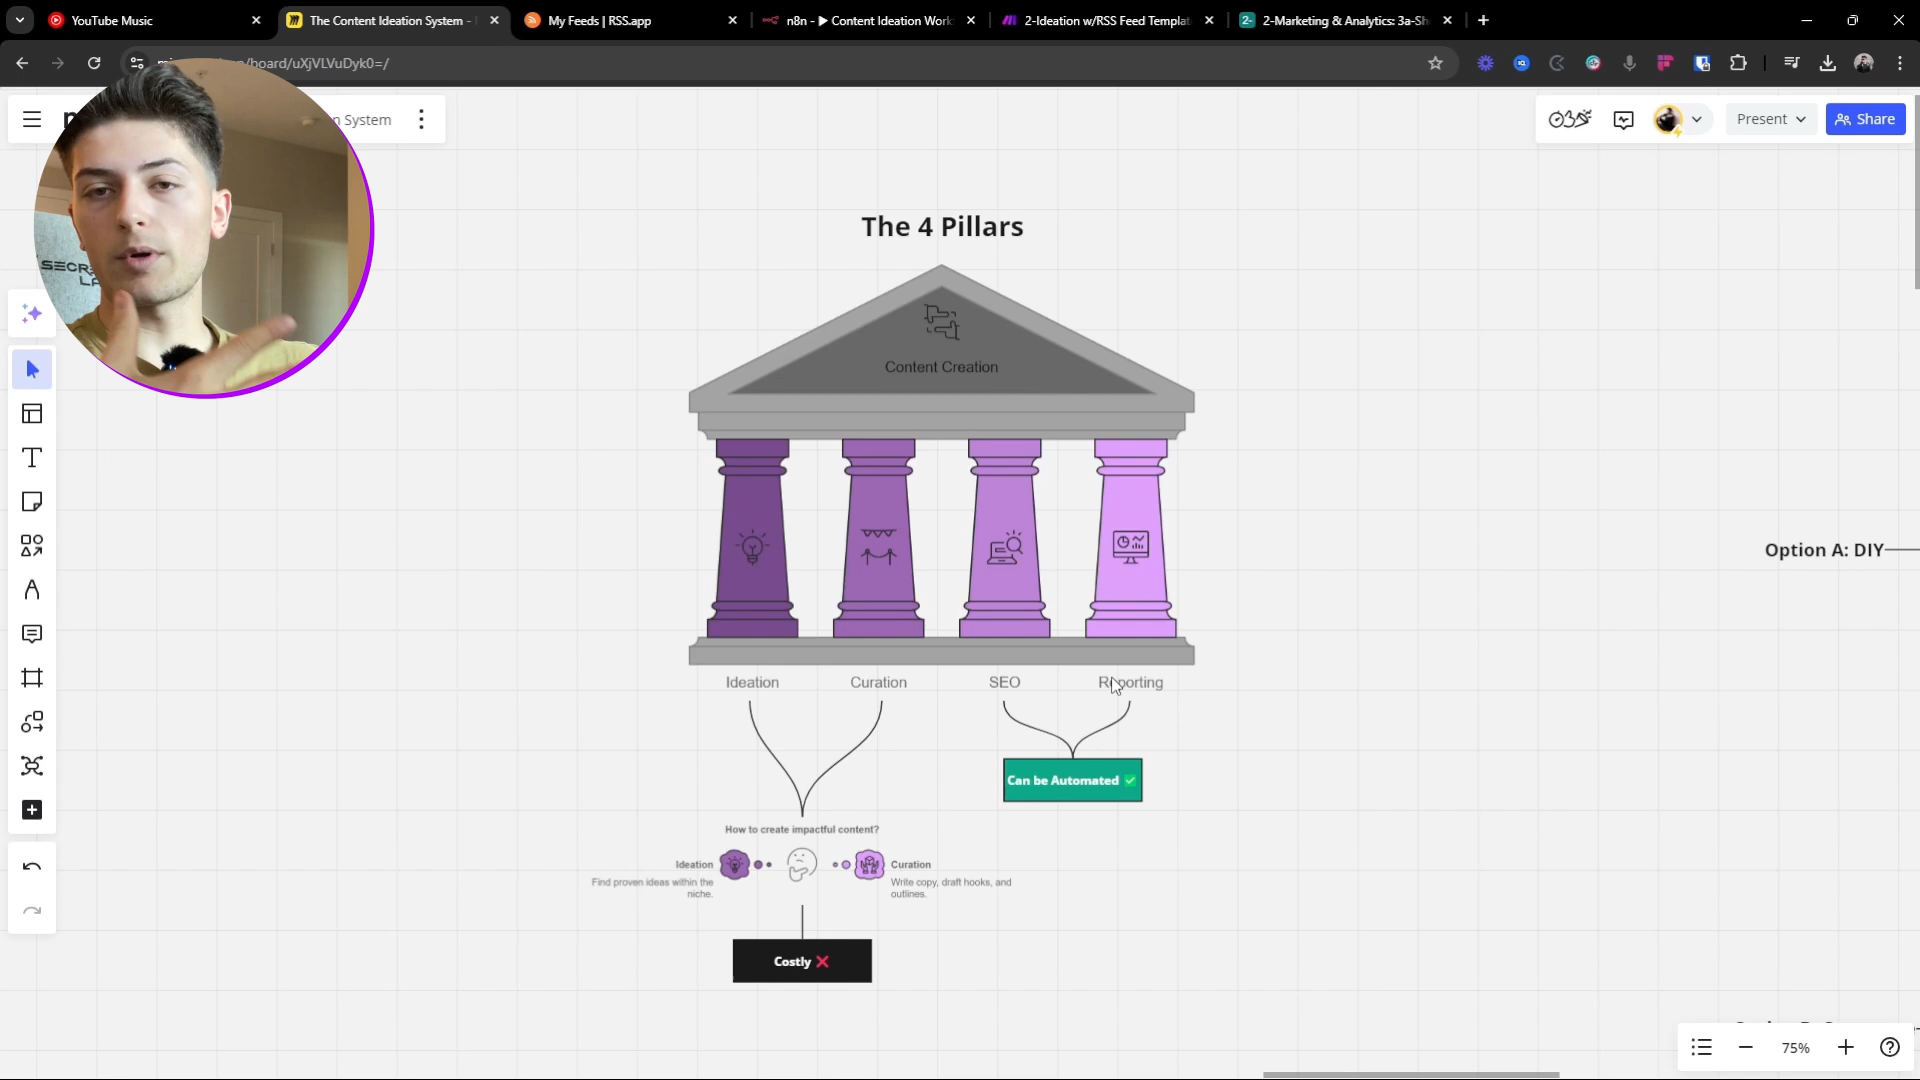 YouTube Music
The Content Ideation System -
My Feeds | RSS.app
n8n - ▶ Content Ideation Work
2-Ideation w/RSS Feed Templat
2-Marketing & Analytics: 3a-Sh
/board/uXjVLVuDyk0=/
n System
Present
Share
SECRE
The 4 Pillars
Content Creation
Option A: DIY
Ideation
Curation
SEO
Reporting
Can be Automated ✅
How to create impactful content?
Ideation
Find proven ideas within the
niche.
Curation
Write copy, draft hooks, and
outlines.
Costly ❌
75%